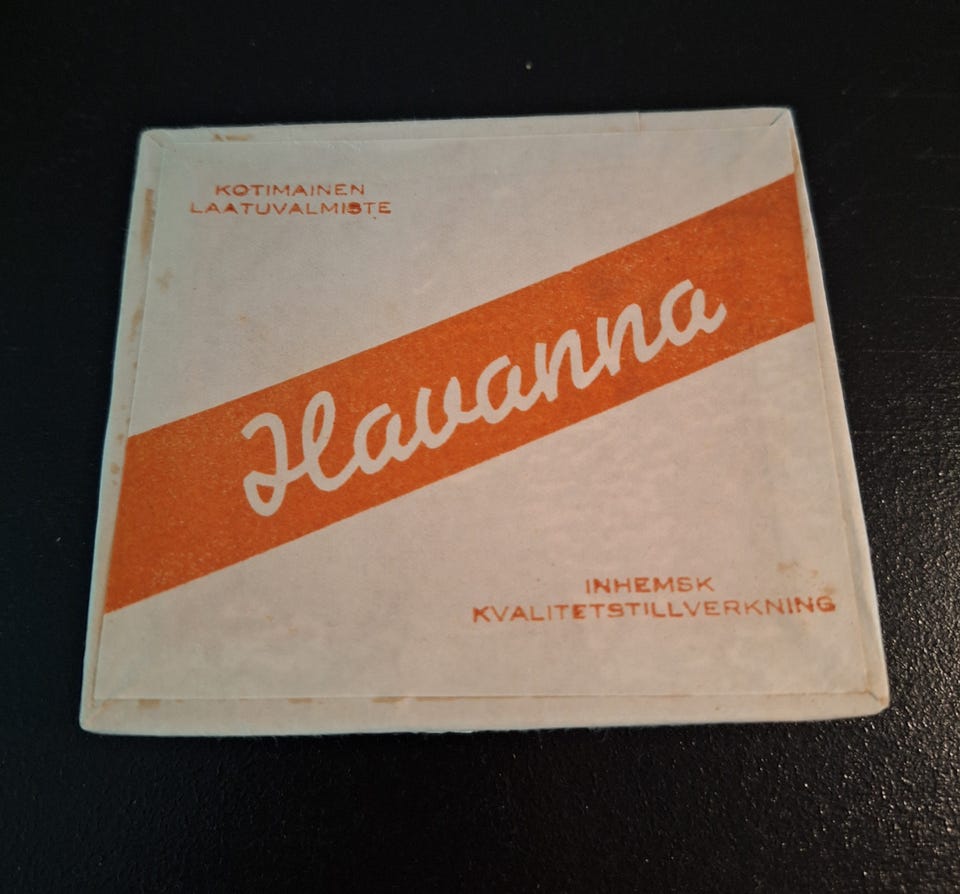 KOTIMAINEN
LAATUVALMISTE
Havanna
INHEMSK
KVALITETSTILLVERKNING